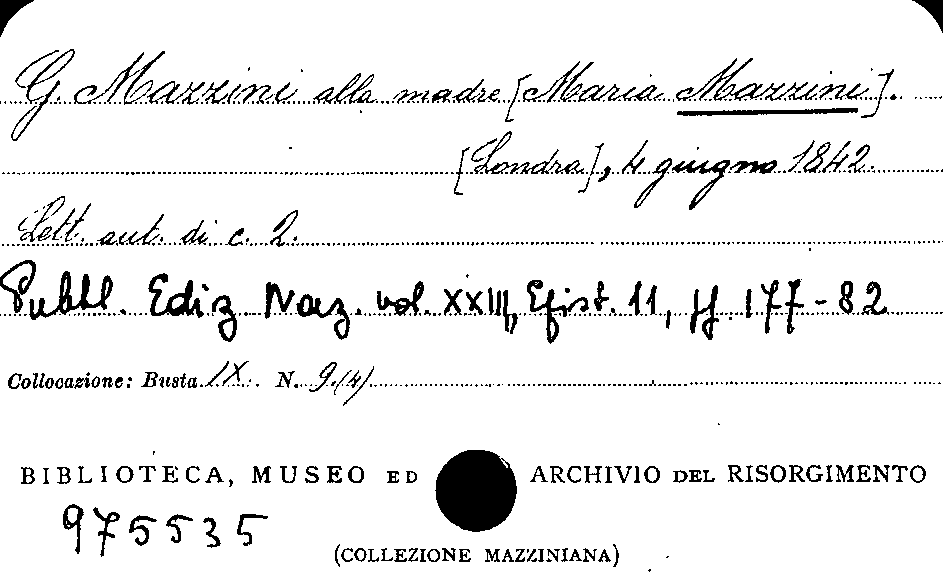 G. Mazzini alla madre [Maria Mazzini].
[Londra], 4 giugno 1842.
Lett. aut. di c. 2.
Pubbl. Ediz. Naz. vol. XXIII, Epist. 11, pp. 177-82
Collocazione: Busta IX. N. 9(4)
BIBLIOTECA, MUSEO ED ARCHIVIO DEL RISORGIMENTO
975535
(COLLEZIONE MAZZINIANA)